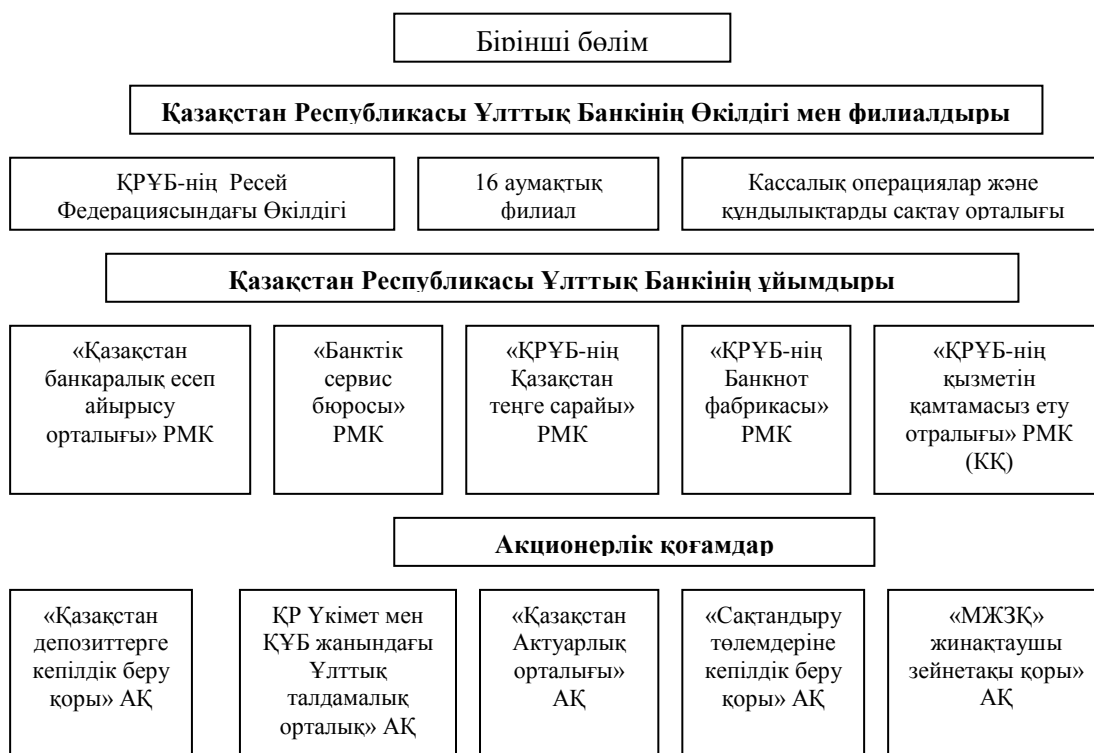 Бірінші бөлім
Қазақстан Республикасы Ұлттық Банкінің Өкілдігі мен филиалдыры
ҚРҰБ-нің Ресей
Федерациясындағы Өкілдігі
16 аумақтық
филиал
Кассалық операциялар және
құндылықтарды сақтау орталығы
Қазақстан Республикасы Ұлттық Банкінің ұйымдыры
«Қазақстан
банкаралық есеп
айырысу
орталығы» РМК
«Банктік
сервис
бюросы»
РМК
«ҚРҰБ-нің
Қазақстан
теңге сарайы»
РМК
«ҚРҰБ-нің
Банкнот
фабрикасы»
РМК
«ҚРҰБ-нің
қызметін
қамтамасыз ету
отралығы» РМК
(КҚ)
Акционерлік қоғамдар
«Қазақстан
депозиттерге
кепілдік беру
қоры» АҚ
ҚР Үкімет мен
ҚҰБ жанындағы
Ұлттық
талдамалық
орталық» АҚ
«Қазақстан
Актуарлық
орталығы»
АҚ
«Сақтандыру
төлемдеріне
кепілдік беру
қоры» АҚ
«МЖЗҚ»
жинақтаушы
зейнетақы қоры»
АҚ